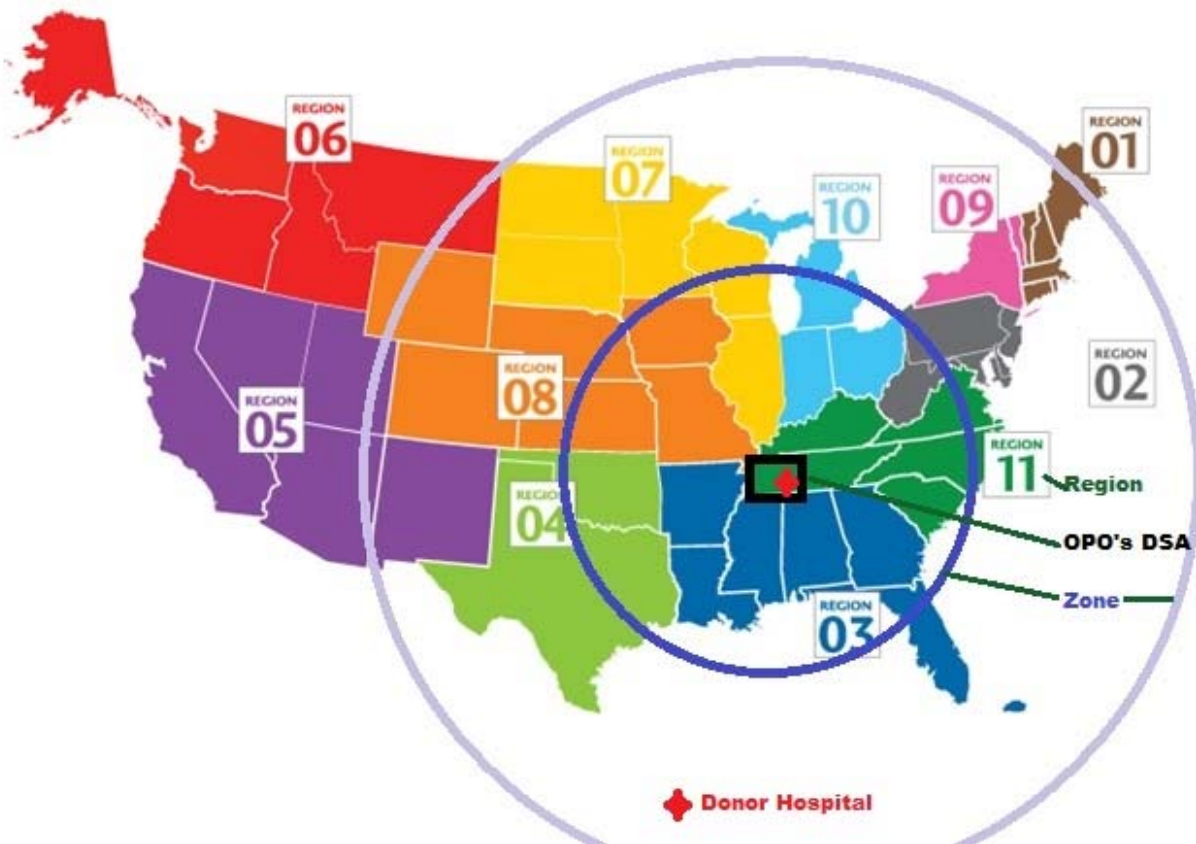 REGION
06
REGION
07
REGION
10
REGION
09
REGION
01
REGION
02
REGION
08
REGION
05
REGION
04
REGION
11
Region
OPO's DSA
Zone
REGION
03
Donor Hospital